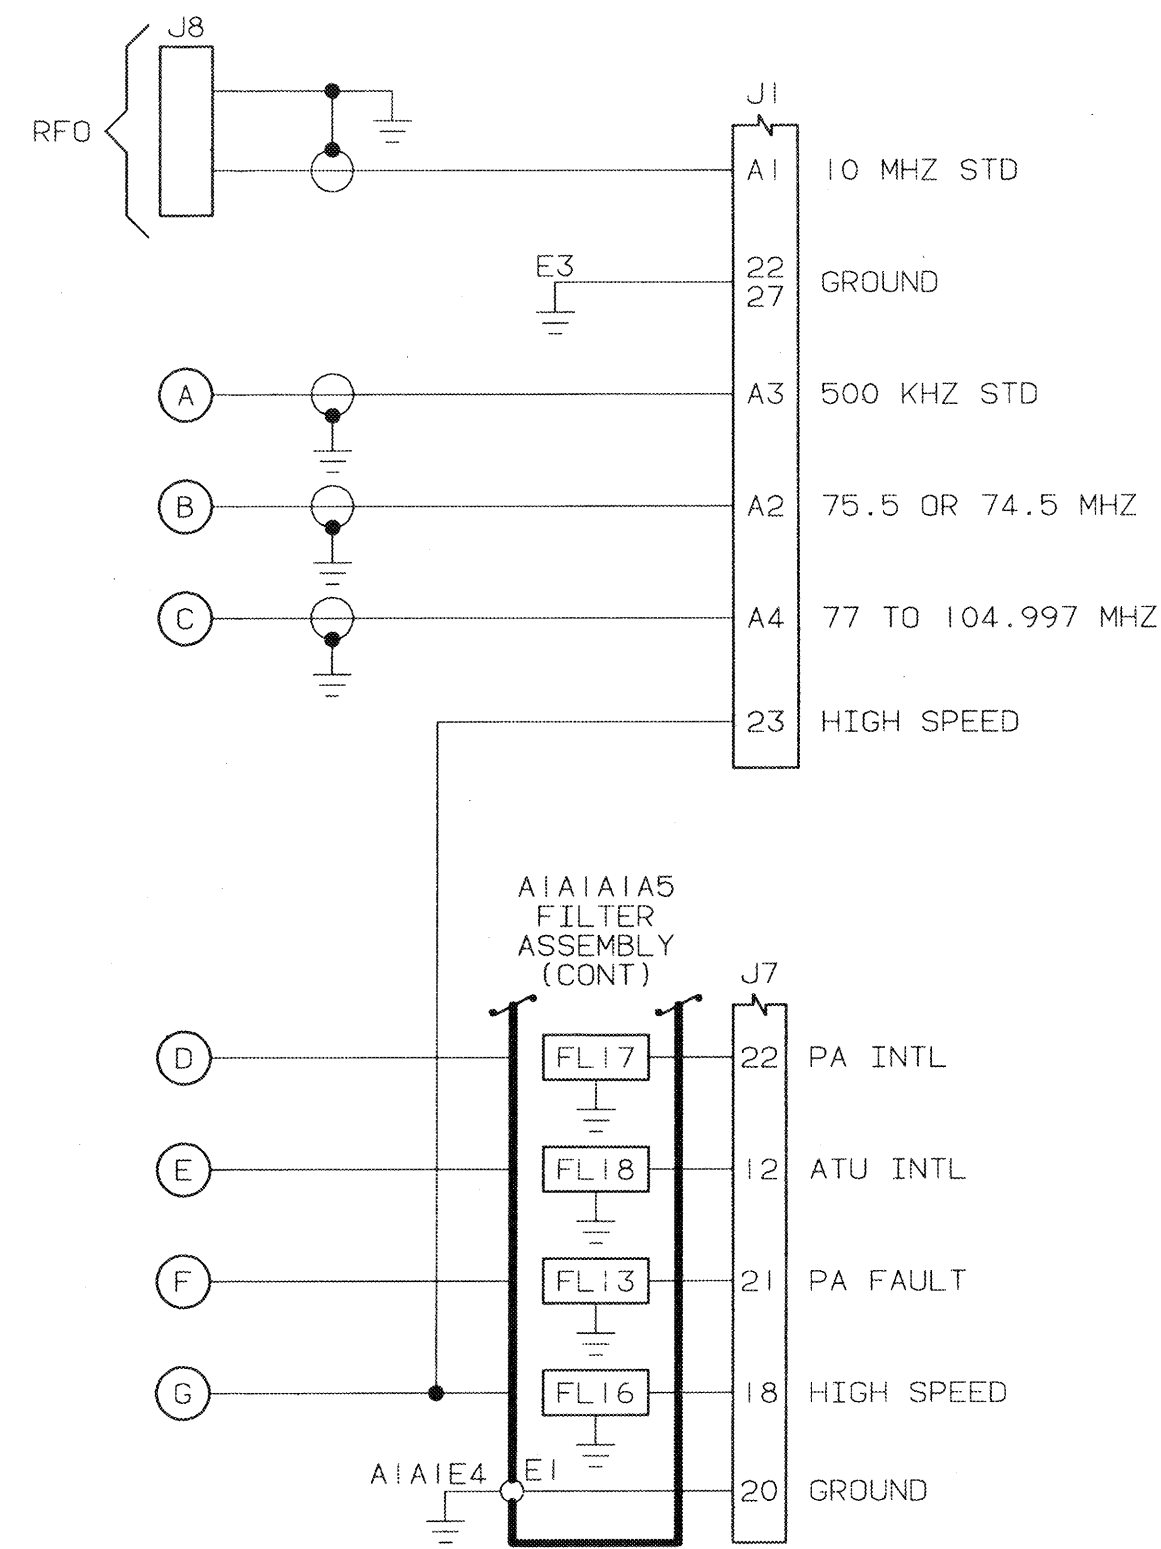 J8
RFO
J1
A1 10 MHZ STD
E3
22
27
GROUND
A
A3 500 KHZ STD
B
A2 75.5 OR 74.5 MHZ
C
A4 77 TO 104.997 MHZ
23 HIGH SPEED
A1A1A1A5
FILTER
ASSEMBLY
(CONT)
J7
D
FL17
22 PA INTL
E
FL18
12 ATU INTL
F
FL13
21 PA FAULT
G
FL16
18 HIGH SPEED
A1A1E4
E1
20 GROUND